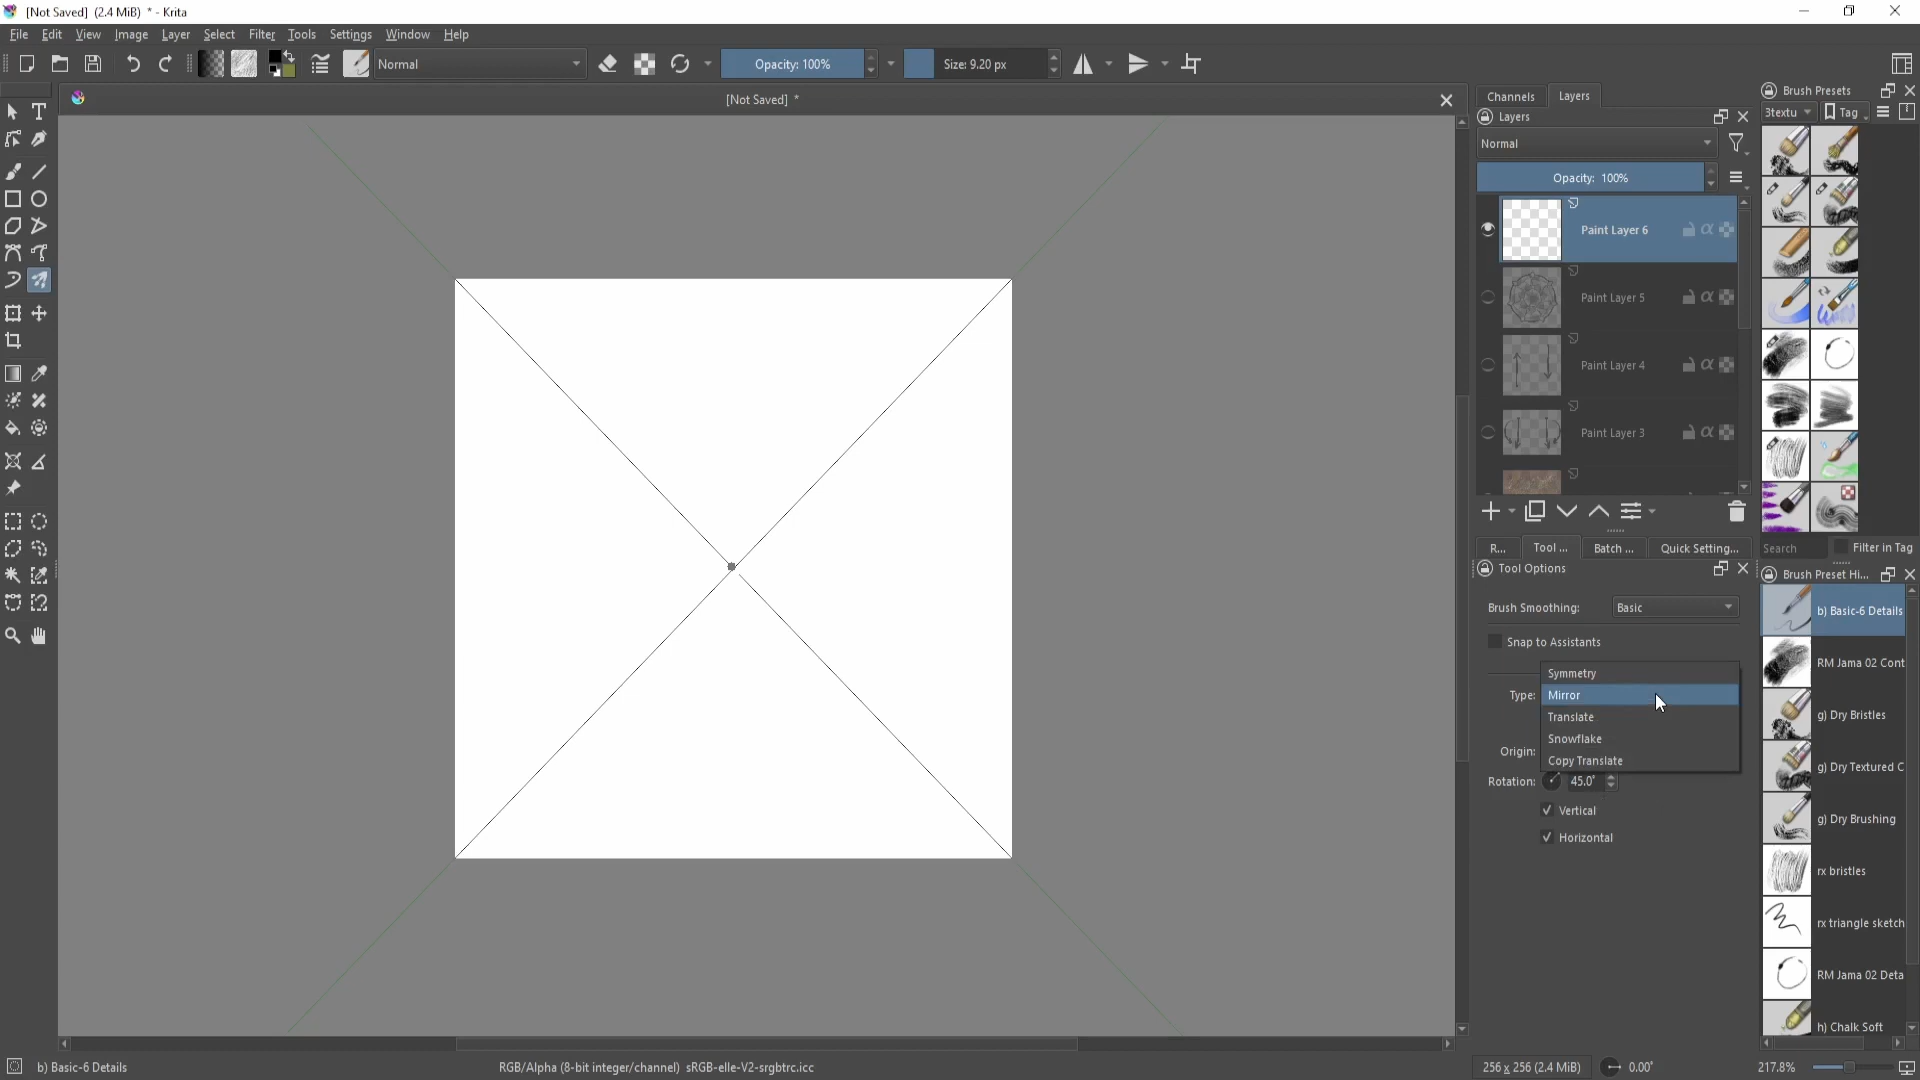 [Not Saved] (2.4 MiB) * - Krita
File Edit View Image Layer Select Filter Tools Settings Window Help
Normal
Opacity: 100%
Size: 9.20 px
[Not Saved] *
Channels Layers
Layers
Normal
Opacity: 100%
Paint Layer 6
Paint Layer 5
Paint Layer 4
Paint Layer 3
R... Tool ... Batch ... Quick Setting...
Tool Options
Brush Smoothing: Basic
Snap to Assistants
Symmetry
Type: Mirror
Translate
Snowflake
Origin:
Copy Translate
Rotation: 45.0°
Vertical
Horizontal
Brush Presets
3textu Tag
Search Filter in Tag
Brush Preset Hi...
b) Basic-6 Details
RM Jama 02 Cont
g) Dry Bristles
g) Dry Textured C
g) Dry Brushing
rx bristles
rx triangle sketch
RM Jama 02 Deta
h) Chalk Soft
b) Basic-6 Details
RGB/Alpha (8-bit integer/channel) sRGB-elle-V2-srgbtrc.icc
256 x 256 (2.4 MiB)
0.00°
217.8%